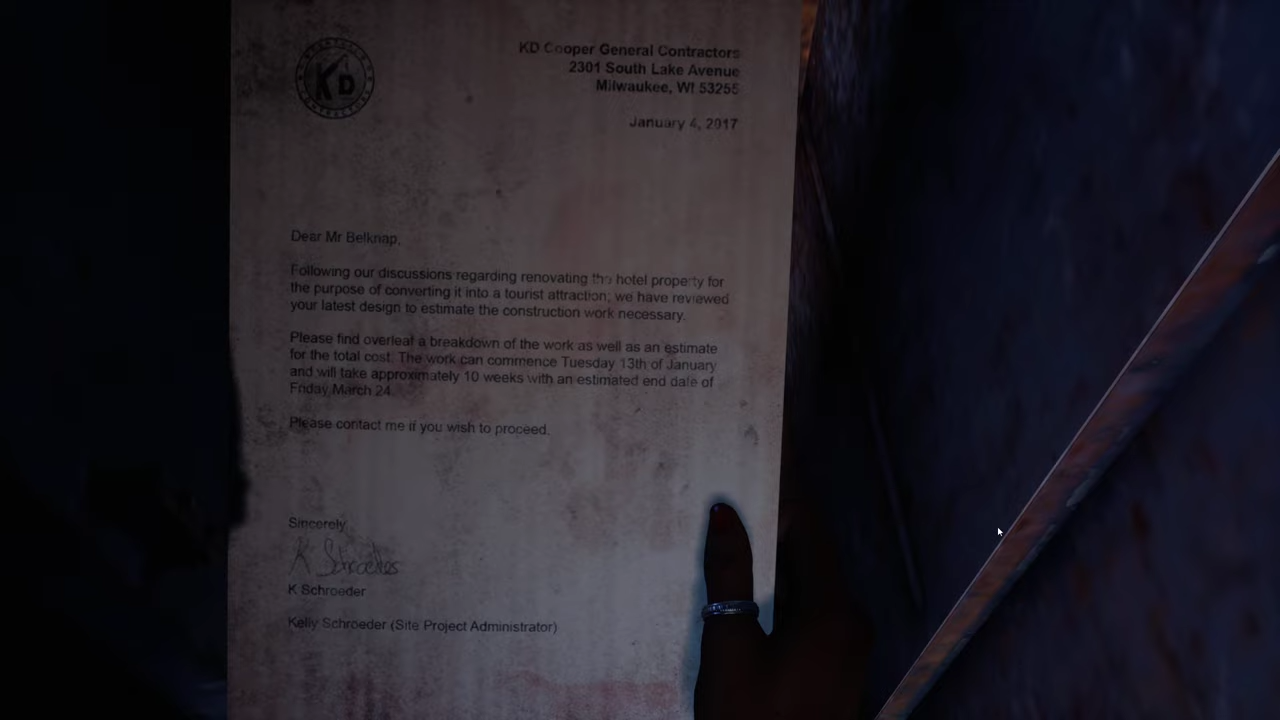 KD
KD Cooper General Contractors
2301 South Lake Avenue
Milwaukee, WI 53255
January 4, 2017
Dear Mr Belknap,
Following our discussions regarding renovating the hotel property for
the purpose of converting it into a tourist attraction; we have reviewed
your latest design to estimate the construction work necessary.
Please find overleaf a breakdown of the work as well as an estimate
for the total cost. The work can commence Tuesday 13th of January
and will take approximately 10 weeks with an estimated end date of
Friday March 24.
Please contact me if you wish to proceed.
Sincerely
K Schroeder
K Schroeder
Kelly Schroeder (Site Project Administrator)